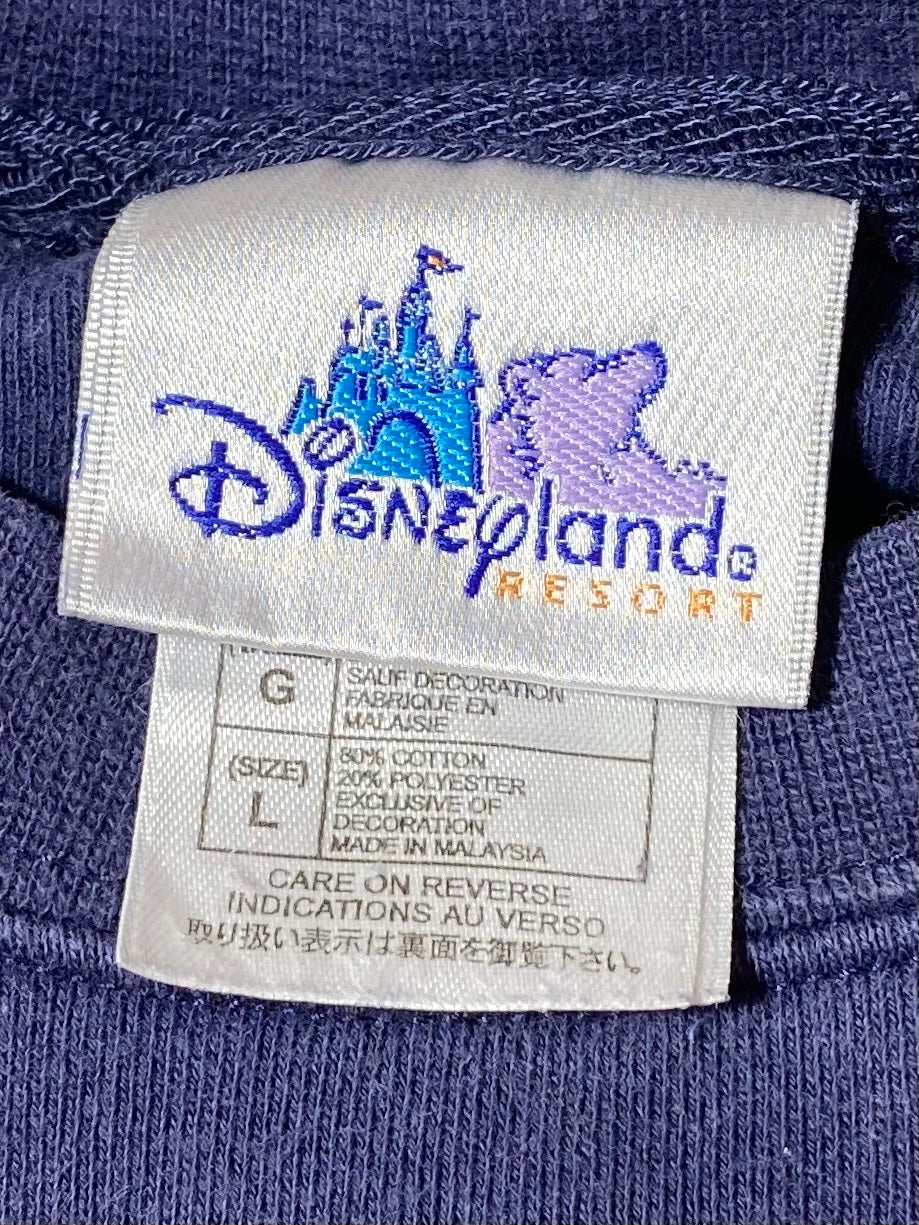 Disneyland®
RESORT
G
SAUF DECORATION
FABRIQUE EN
MALAISIE
(SIZE)
L
80% COTTON
20% POLYESTER
EXCLUSIVE OF
DECORATION
MADE IN MALAYSIA
CARE ON REVERSE
INDICATIONS AU VERSO
取り扱い表示は裏面を御覧下さい。